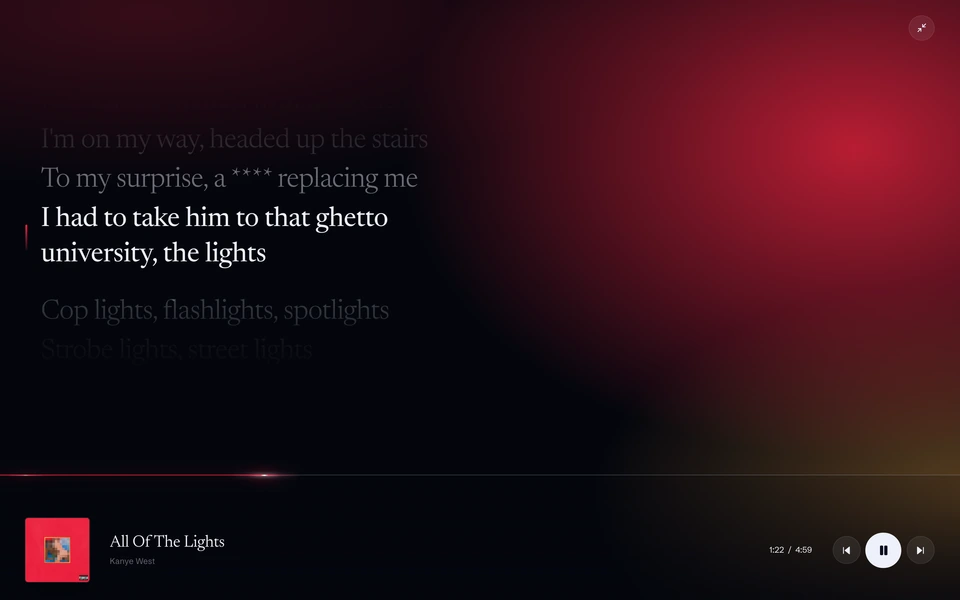 I'm on my way, headed up the stairs
To my surprise, a **** replacing me
I had to take him to that ghetto
university, the lights
Cop lights, flashlights, spotlights
Strobe lights, street lights
All Of The Lights
Kanye West
1:22 / 4:59